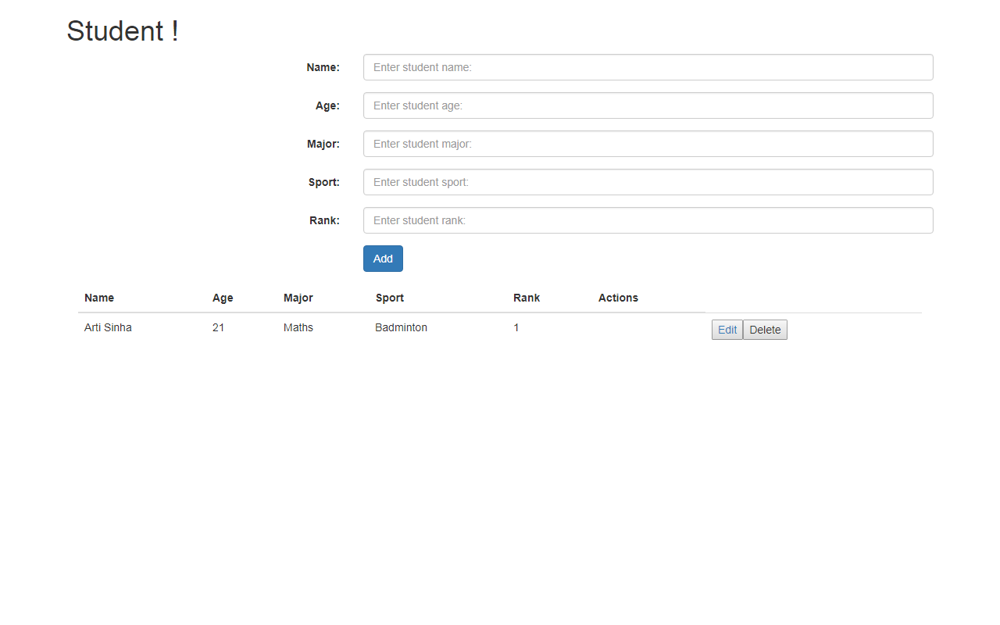 Student !
Name: Enter student name:
Age: Enter student age:
Major: Enter student major:
Sport: Enter student sport:
Rank: Enter student rank:
Add
Name Age Major Sport Rank Actions
Arti Sinha 21 Maths Badminton 1 Edit Delete